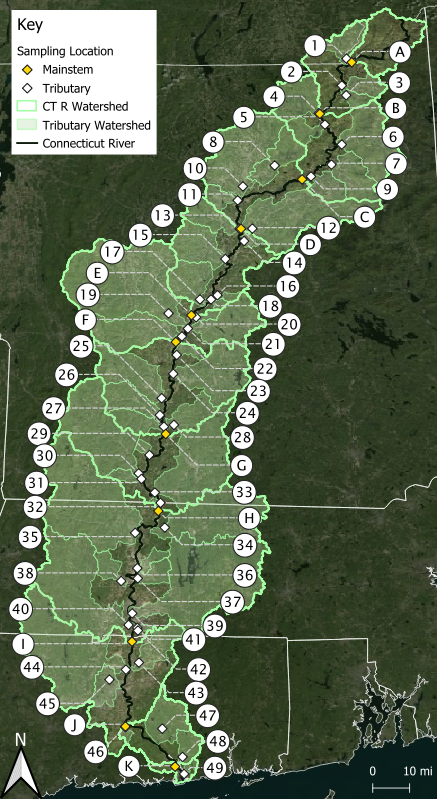 Key
Sampling Location
Mainstem
Tributary
CT R Watershed
Tributary Watershed
Connecticut River
1
A
2
3
4
B
5
6
8
7
10
9
11
C
13
12
15
D
17
14
E
16
19
18
F
20
25
21
26
22
23
27
24
29
28
30
G
31
33
32
H
35
34
38
36
40
37
39
I
41
44
42
45
43
J
47
46
48
K
49
N
0 10 mi